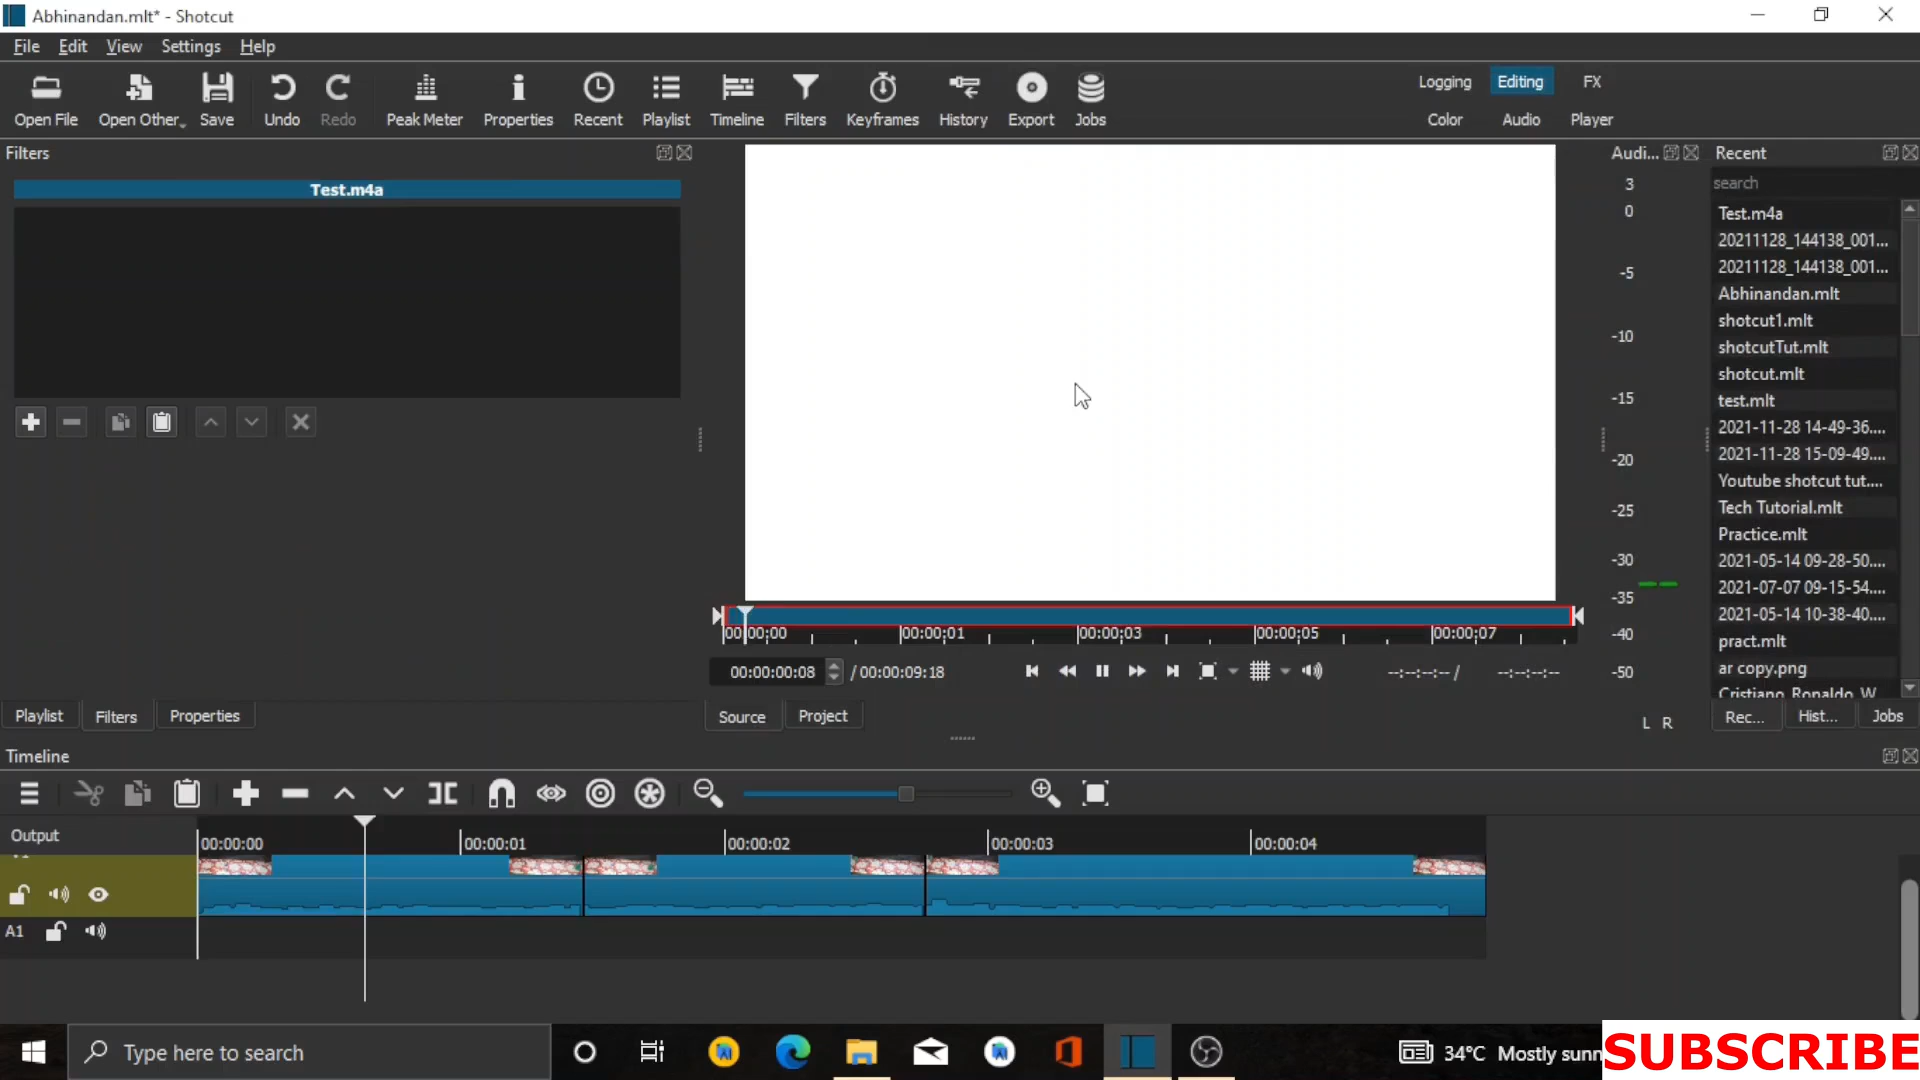 Abhinandan.mlt* - Shotcut
File Edit View Settings Help
Open File Open Other Save Undo Redo Peak Meter Properties Recent Playlist Timeline Filters Keyframes History Export Jobs
Logging Editing FX
Color Audio Player
Filters
Test.m4a
Audi...
3
0
-5
-10
-15
-20
-25
-30
-35
-40
-50
L R
Recent
search
Test.m4a
20211128_144138_001...
20211128_144138_001...
Abhinandan.mlt
shotcut1.mlt
shotcutTut.mlt
shotcut.mlt
test.mlt
2021-11-28 14-49-36....
2021-11-28 15-09-49....
Youtube shotcut tut....
Tech Tutorial.mlt
Practice.mlt
2021-05-14 09-28-50....
2021-07-07 09-15-54....
2021-05-14 10-38-40....
pract.mlt
ar copy.png
Cristiano Ronaldo W
00:00;00 00:00;01 00:00;03 00:00;05 00:00;07
00:00:00:08 / 00:00:09:18 --:--:--:-- / --:--:--:--
Playlist Filters Properties
Source Project
Rec... Hist... Jobs
Timeline
Output
00:00:00 00:00:01 00:00:02 00:00:03 00:00:04
A1
Type here to search
34°C Mostly sunn
SUBSCRIBE